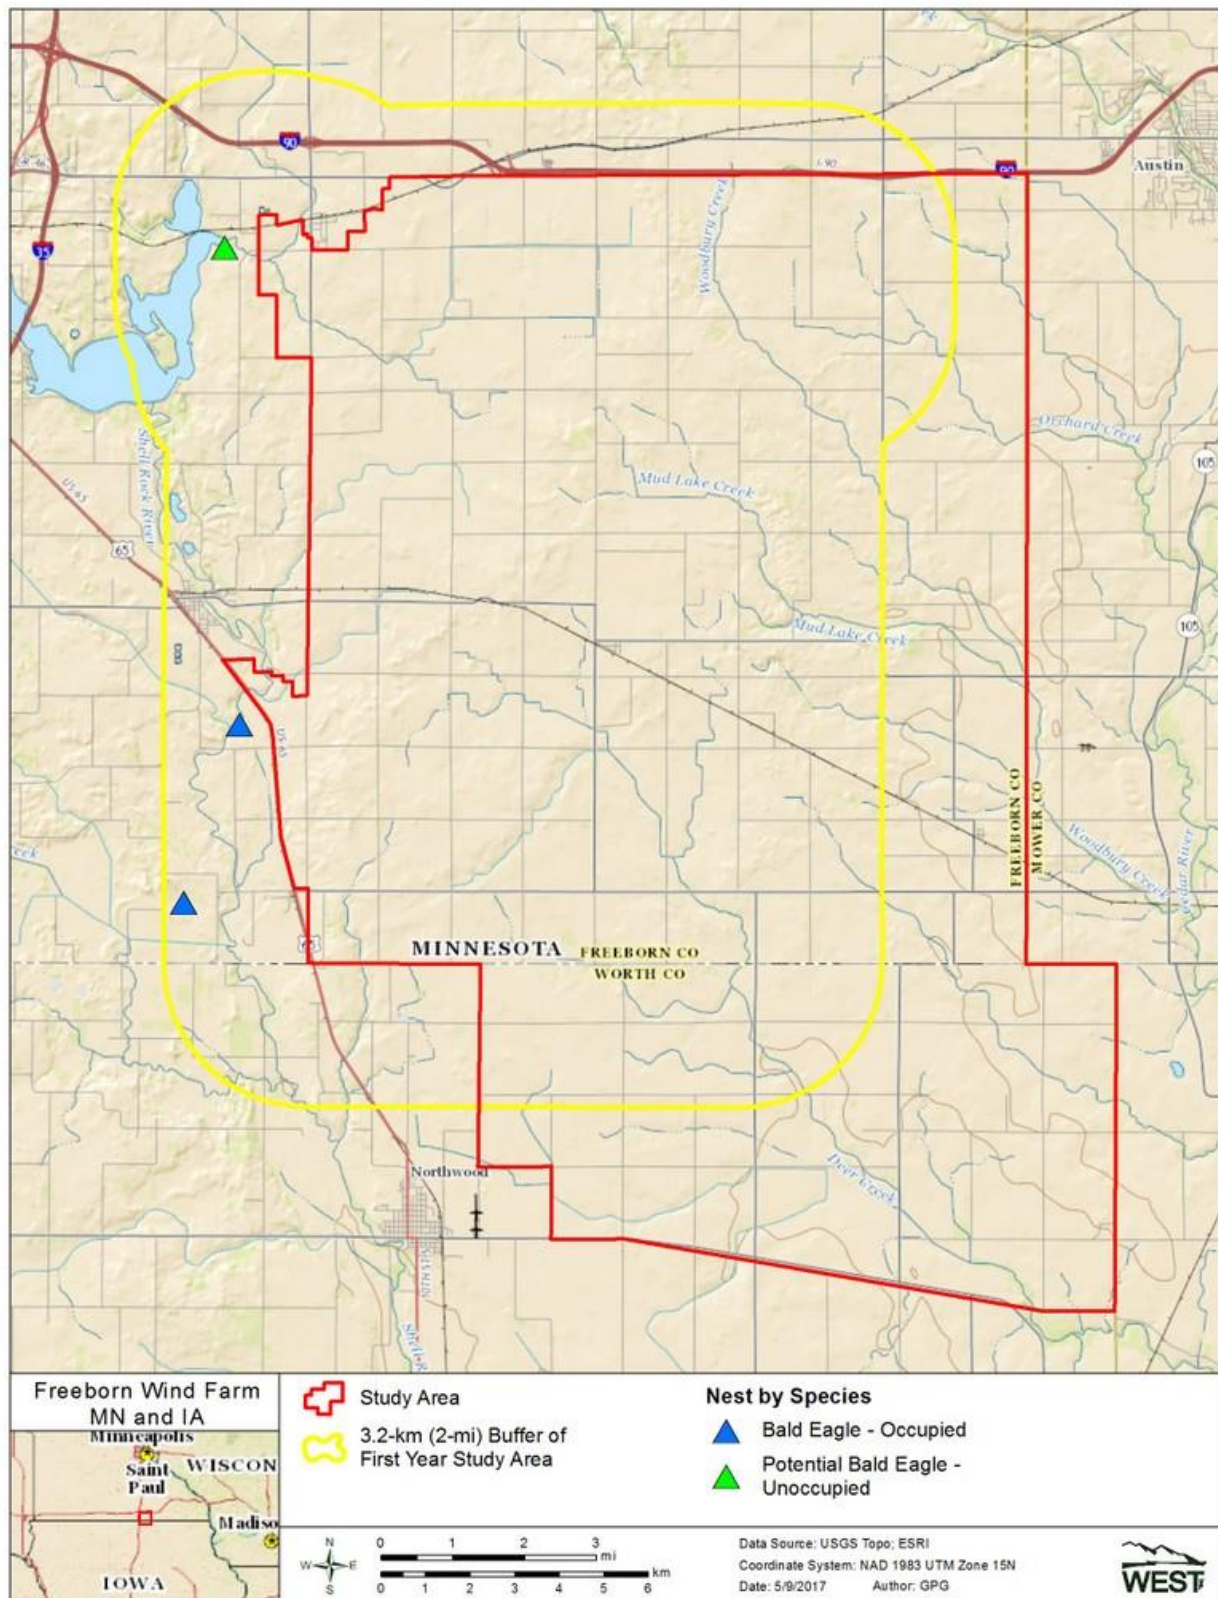 90
I-90
90
Austin
35
Woodbury Creek
Orchard Creek
105
Shell Rock
River
US-65
Mud Lake Creek
65
Mud Lake Creek
105
US-65
FREEBORN CO
MOWER CO
Woodbury
Creek
Cedar River
eek
65
MINNESOTA
FREEBORN CO
WORTH CO
Deer Creek
Northwood
Shell R
Freeborn Wind Farm
MN and IA
Minneapolis
Saint
Paul
WISCON
Madiso
IOWA
Study Area
3.2-km (2-mi) Buffer of
First Year Study Area
Nest by Species
Bald Eagle - Occupied
Potential Bald Eagle -
Unoccupied
N
W E
S
0 1 2 3
mi
km
0 1 2 3 4 5 6
Data Source: USGS Topo; ESRI
Coordinate System: NAD 1983 UTM Zone 15N
Date: 5/9/2017 Author: GPG
WEST